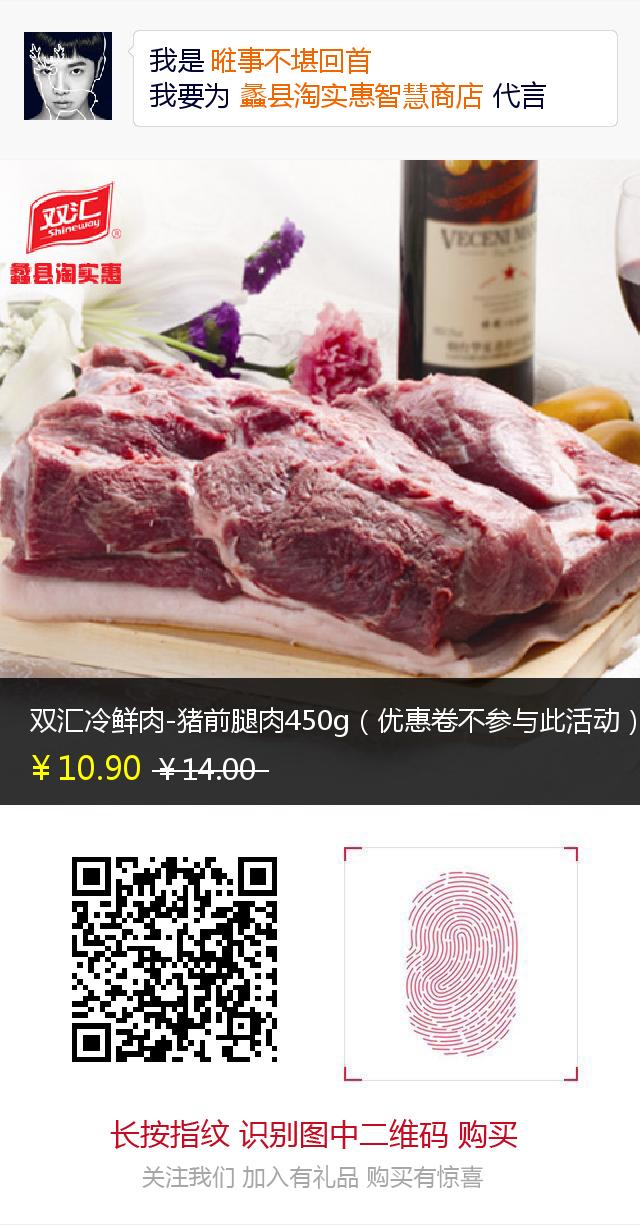 我是 暀事不堪回首
我要为 蠡县淘实惠智慧商店 代言
双汇
Shineway®
蠡县淘实惠
VECENI
双汇冷鲜肉-猪前腿肉450g（优惠卷不参与此活动）
￥10.90 ￥14.00
长按指纹 识别图中二维码 购买
关注我们 加入有礼品 购买有惊喜